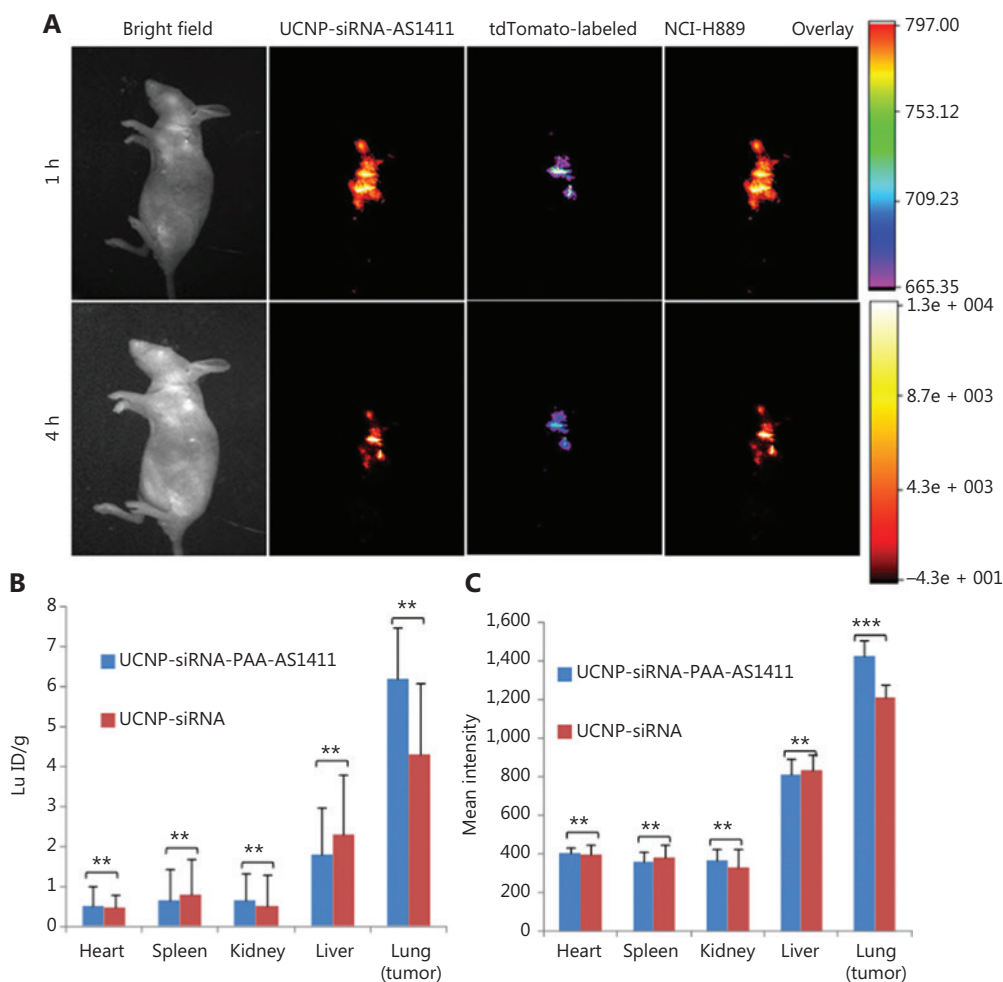 A
Bright field UCNP-siRNA-AS1411 tdTomato-labeled NCI-H889 Overlay
1 h
797.00
753.12
709.23
665.35
4 h
1.3e + 004
8.7e + 003
4.3e + 003
−4.3e + 001
B
Lu ID/g
8
7
6
5
4
3
2
1
0
UCNP-siRNA-PAA-AS1411
UCNP-siRNA
**
**
**
**
**
Heart Spleen Kidney Liver Lung
(tumor)
C
Mean intensity
1,600
1,400
1,200
1,000
800
600
400
200
0
UCNP-siRNA-PAA-AS1411
UCNP-siRNA
**
**
**
**
***
Heart Spleen Kidney Liver Lung
(tumor)